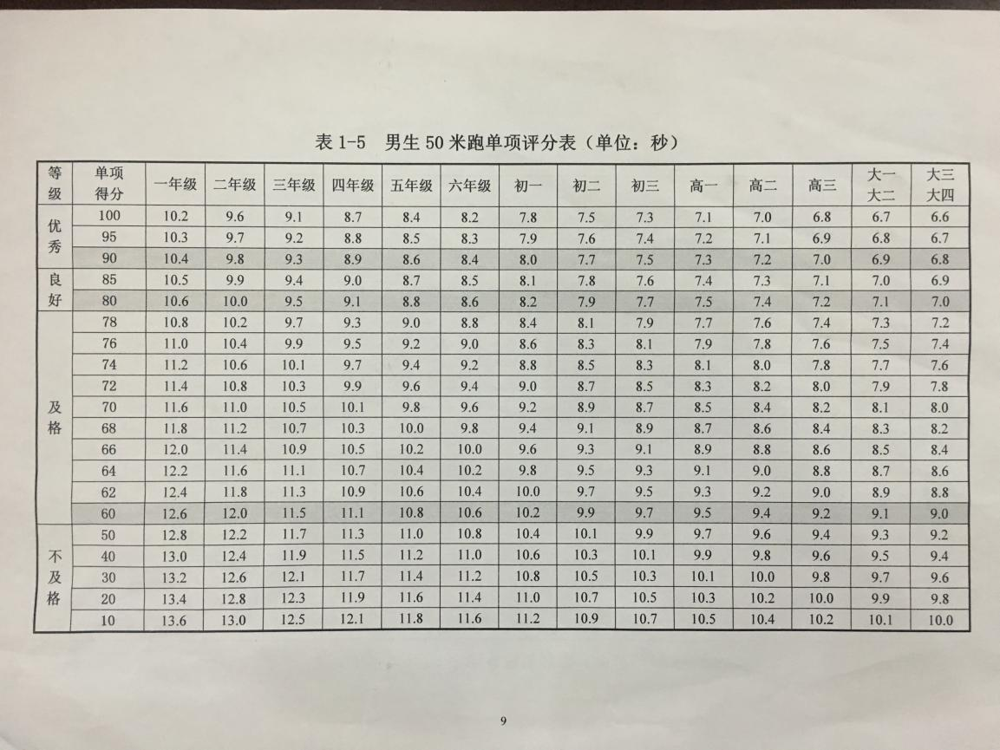 表 1-5 男生 50 米跑单项评分表（单位：秒）
等级 单项得分 一年级 二年级 三年级 四年级 五年级 六年级 初一 初二 初三 高一 高二 高三 大一大二 大三大四
优秀 100 10.2 9.6 9.1 8.7 8.4 8.2 7.8 7.5 7.3 7.1 7.0 6.8 6.7 6.6
95 10.3 9.7 9.2 8.8 8.5 8.3 7.9 7.6 7.4 7.2 7.1 6.9 6.8 6.7
90 10.4 9.8 9.3 8.9 8.6 8.4 8.0 7.7 7.5 7.3 7.2 7.0 6.9 6.8
良好 85 10.5 9.9 9.4 9.0 8.7 8.5 8.1 7.8 7.6 7.4 7.3 7.1 7.0 6.9
80 10.6 10.0 9.5 9.1 8.8 8.6 8.2 7.9 7.7 7.5 7.4 7.2 7.1 7.0
及格 78 10.8 10.2 9.7 9.3 9.0 8.8 8.4 8.1 7.9 7.7 7.6 7.4 7.3 7.2
76 11.0 10.4 9.9 9.5 9.2 9.0 8.6 8.3 8.1 7.9 7.8 7.6 7.5 7.4
74 11.2 10.6 10.1 9.7 9.4 9.2 8.8 8.5 8.3 8.1 8.0 7.8 7.7 7.6
72 11.4 10.8 10.3 9.9 9.6 9.4 9.0 8.7 8.5 8.3 8.2 8.0 7.9 7.8
70 11.6 11.0 10.5 10.1 9.8 9.6 9.2 8.9 8.7 8.5 8.4 8.2 8.1 8.0
68 11.8 11.2 10.7 10.3 10.0 9.8 9.4 9.1 8.9 8.7 8.6 8.4 8.3 8.2
66 12.0 11.4 10.9 10.5 10.2 10.0 9.6 9.3 9.1 8.9 8.8 8.6 8.5 8.4
64 12.2 11.6 11.1 10.7 10.4 10.2 9.8 9.5 9.3 9.1 9.0 8.8 8.7 8.6
62 12.4 11.8 11.3 10.9 10.6 10.4 10.0 9.7 9.5 9.3 9.2 9.0 8.9 8.8
60 12.6 12.0 11.5 11.1 10.8 10.6 10.2 9.9 9.7 9.5 9.4 9.2 9.1 9.0
不及格 50 12.8 12.2 11.7 11.3 11.0 10.8 10.4 10.1 9.9 9.7 9.6 9.4 9.3 9.2
40 13.0 12.4 11.9 11.5 11.2 11.0 10.6 10.3 10.1 9.9 9.8 9.6 9.5 9.4
30 13.2 12.6 12.1 11.7 11.4 11.2 10.8 10.5 10.3 10.1 10.0 9.8 9.7 9.6
20 13.4 12.8 12.3 11.9 11.6 11.4 11.0 10.7 10.5 10.3 10.2 10.0 9.9 9.8
10 13.6 13.0 12.5 12.1 11.8 11.6 11.2 10.9 10.7 10.5 10.4 10.2 10.1 10.0
9